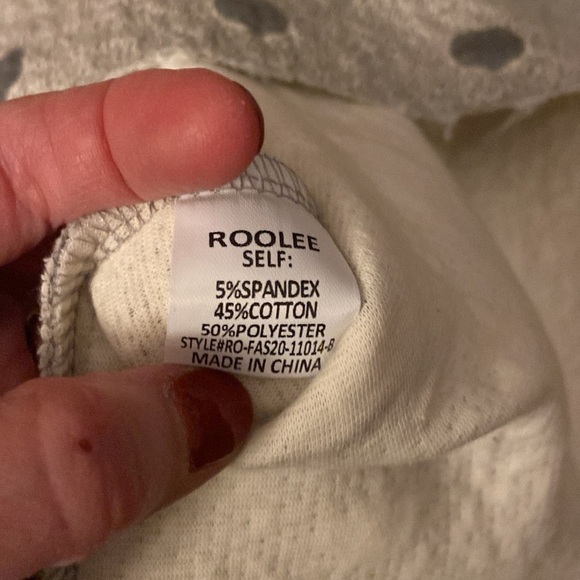 ROOLEE
SELF:
5%SPANDEX
45%COTTON
50%POLYESTER
STYLE#RO-FAS20-11014-B
MADE IN CHINA